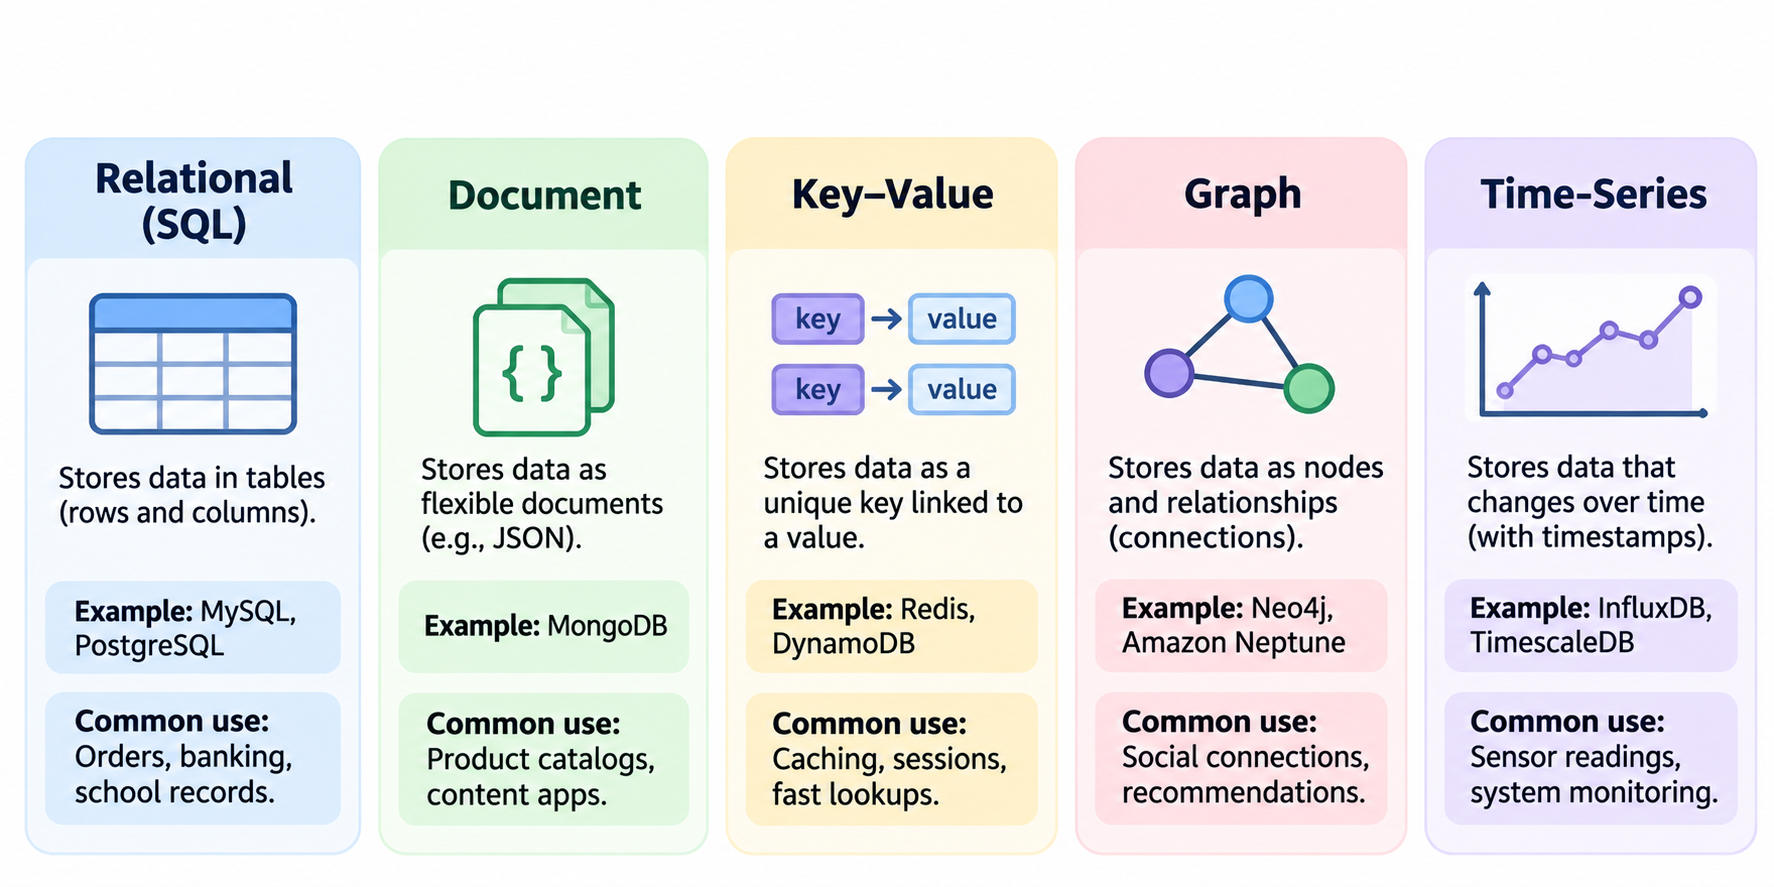 Relational
(SQL)
Stores data in tables
(rows and columns).
Example: MySQL,
PostgreSQL
Common use:
Orders, banking,
school records.
Document
{ }
Stores data as
flexible documents
(e.g., JSON).
Example: MongoDB
Common use:
Product catalogs,
content apps.
Key–Value
key → value
key → value
Stores data as a
unique key linked to
a value.
Example: Redis,
DynamoDB
Common use:
Caching, sessions,
fast lookups.
Graph
Stores data as nodes
and relationships
(connections).
Example: Neo4j,
Amazon Neptune
Common use:
Social connections,
recommendations.
Time-Series
Stores data that
changes over time
(with timestamps).
Example: InfluxDB,
TimescaleDB
Common use:
Sensor readings,
system monitoring.